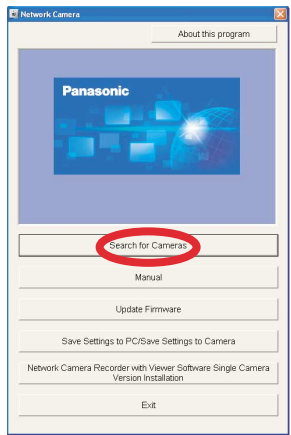 Network Camera
About this program
Panasonic
Search for Cameras
Manual
Update Firmware
Save Settings to PC/Save Settings to Camera
Network Camera Recorder with Viewer Software Single Camera
Version Installation
Exit